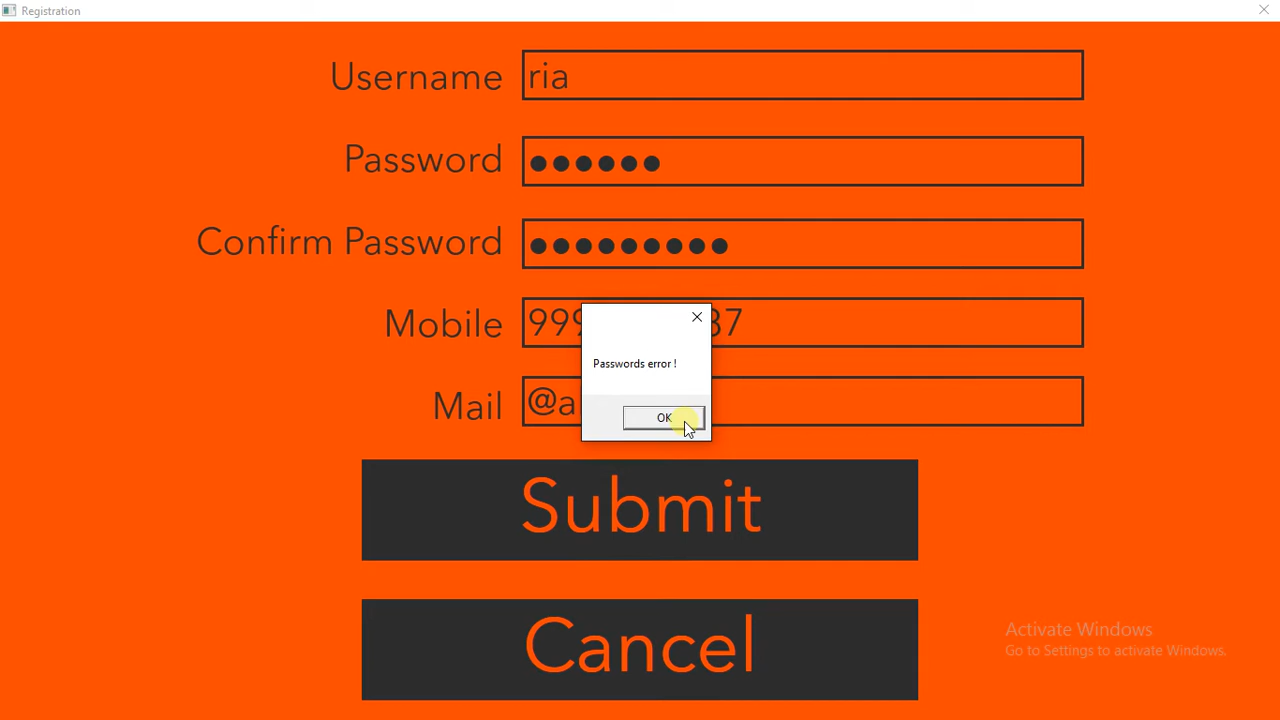 Registration
Username ria
Password ●●●●●●
Confirm Password ●●●●●●●●●
Mobile
Passwords error !
Mail @a
OK
Submit
Cancel
Activate Windows
Go to Settings to activate Windows.